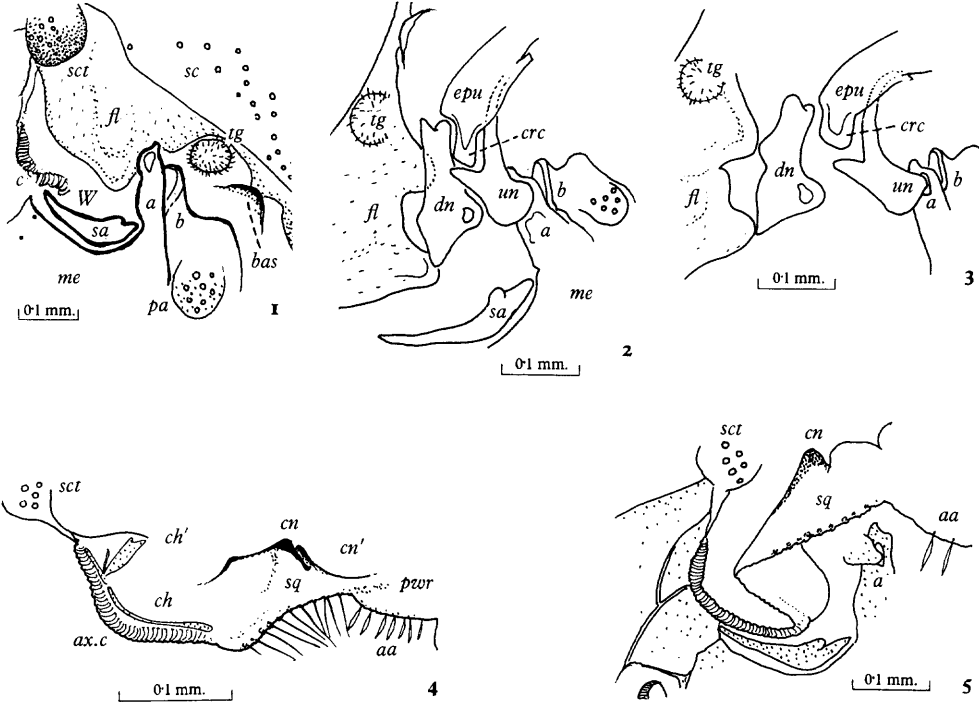 sct
sc
fl
tg
c
W
a
b
sa
bas
me
pa
0·1 mm.
1
epu
tg
crc
b
un
fl
dn
a
sa
me
0·1 mm.
2
tg
epu
crc
dn
b
un
fl
a
0·1 mm.
3
sct
ch'
cn
cn'
sq
pwr
ch
ax.c
aa
0·1 mm.
4
sct
cn
sq
aa
a
0·1 mm.
5